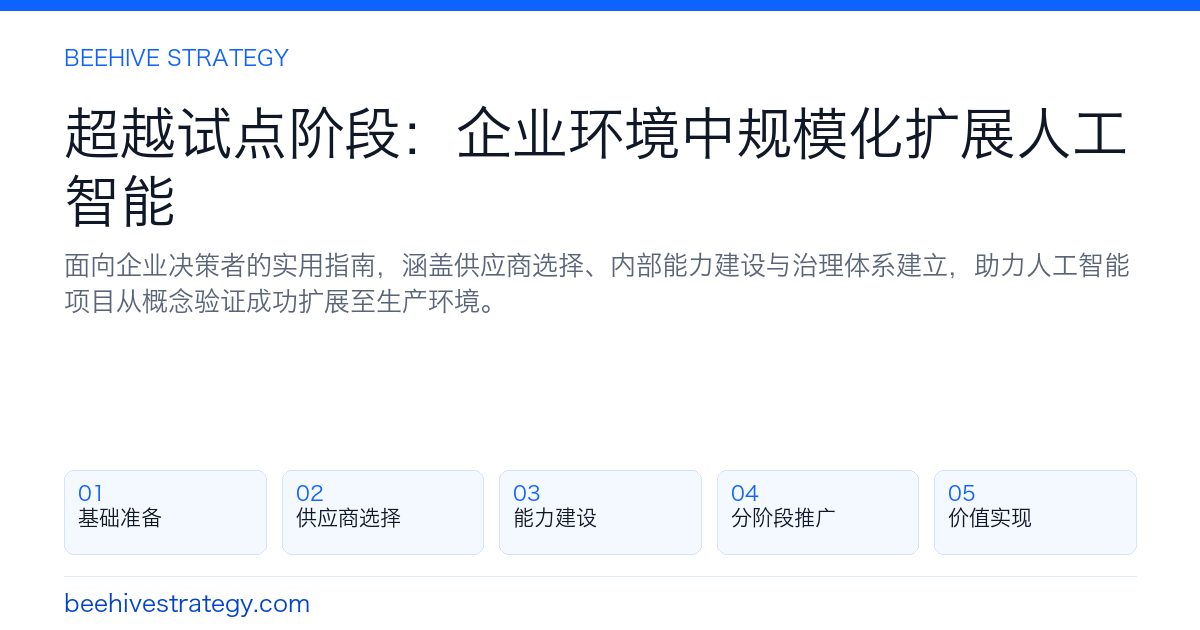 BEEHIVE STRATEGY
超越试点阶段：企业环境中规模化扩展人工
智能
面向企业决策者的实用指南，涵盖供应商选择、内部能力建设与治理体系建立，助力人工智能
项目从概念验证成功扩展至生产环境。
01
基础准备
02
供应商选择
03
能力建设
04
分阶段推广
05
价值实现
beehivestrategy.com